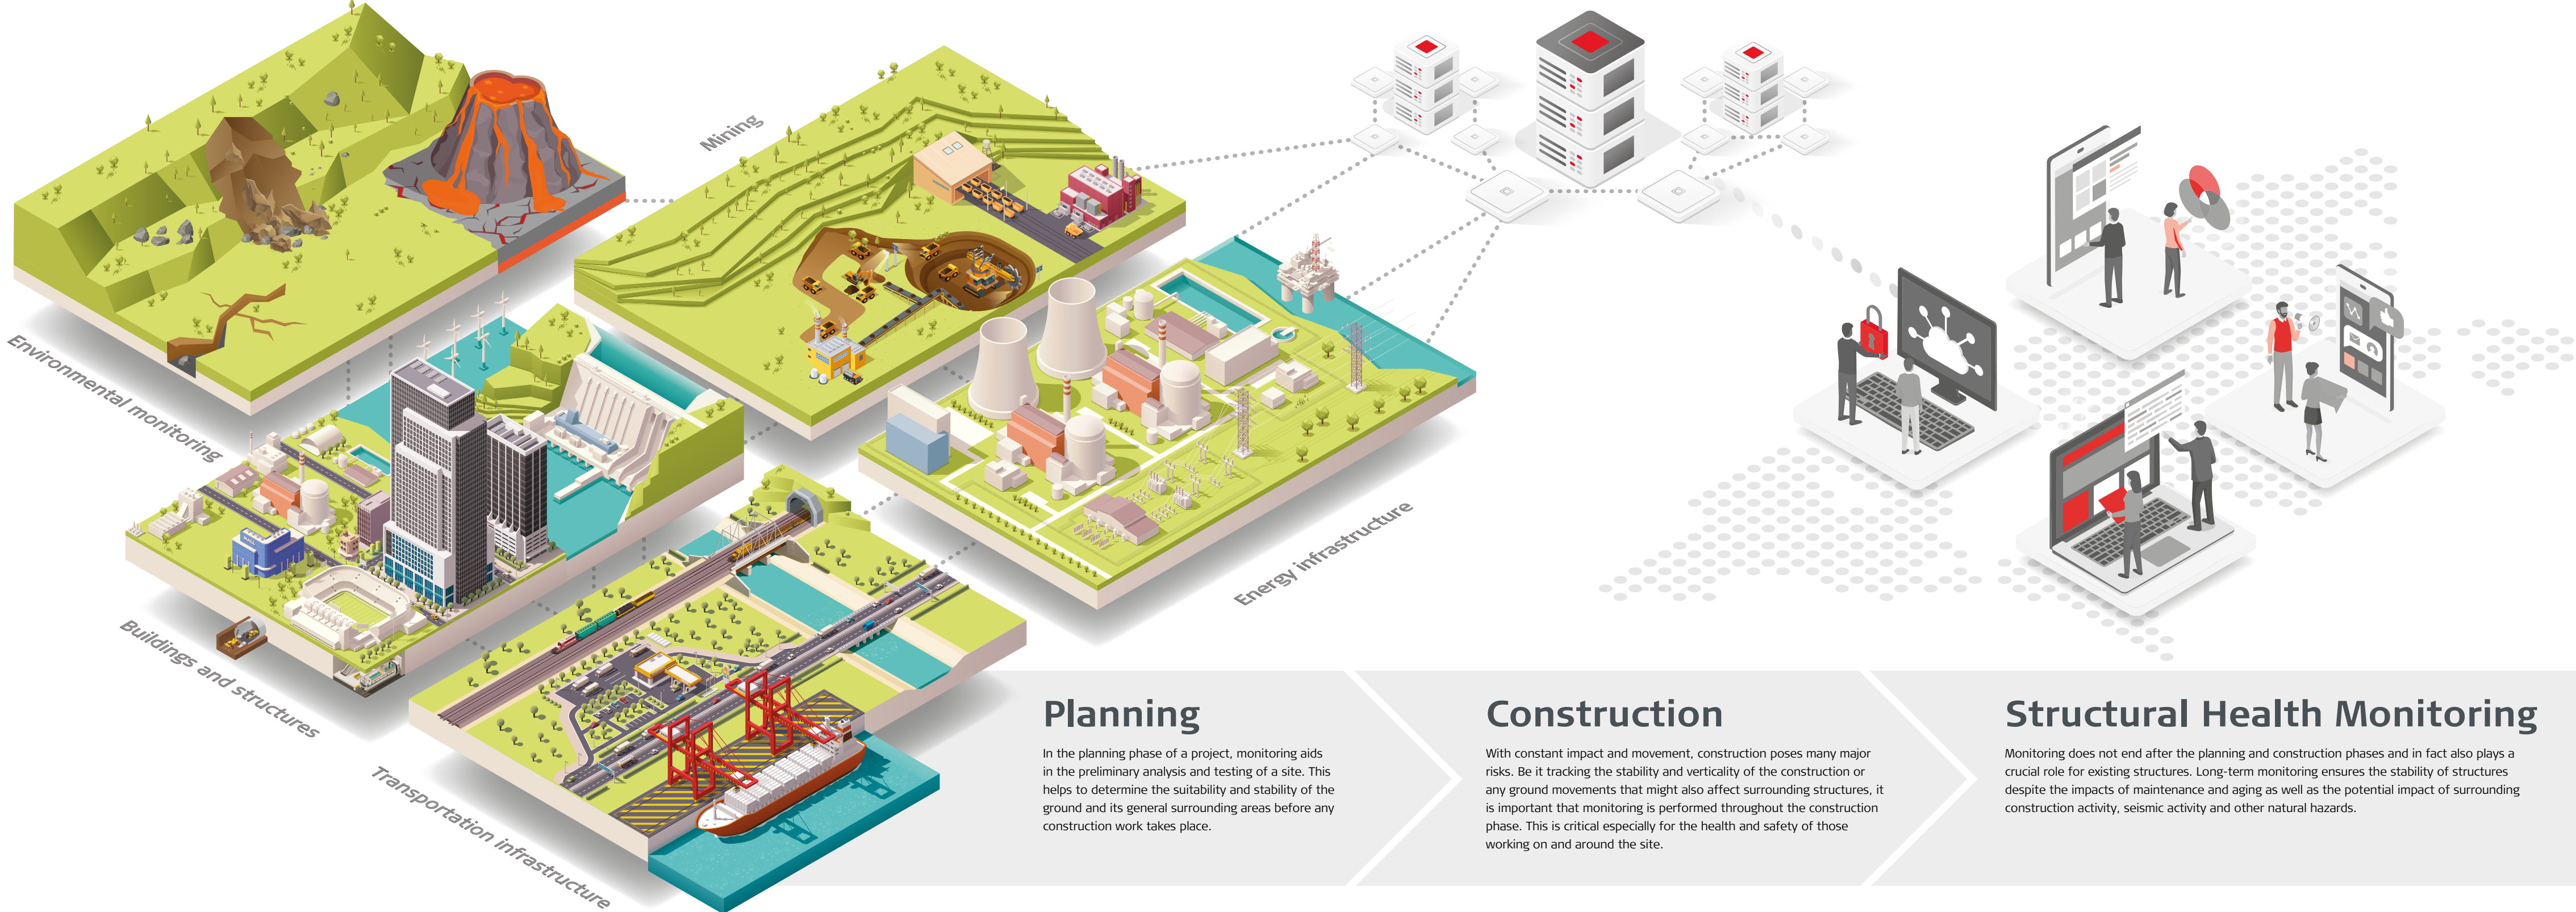 Mining
Environmental monitoring
Energy infrastructure
MALL
Buildings and structures
Transportation infrastructure
Planning
In the planning phase of a project, monitoring aids
in the preliminary analysis and testing of a site. This
helps to determine the suitability and stability of the
ground and its general surrounding areas before any
construction work takes place.
Construction
With constant impact and movement, construction poses many major
risks. Be it tracking the stability and verticality of the construction or
any ground movements that might also affect surrounding structures, it
is important that monitoring is performed throughout the construction
phase. This is critical especially for the health and safety of those
working on and around the site.
Structural Health Monitoring
Monitoring does not end after the planning and construction phases and in fact also plays a
crucial role for existing structures. Long-term monitoring ensures the stability of structures
despite the impacts of maintenance and aging as well as the potential impact of surrounding
construction activity, seismic activity and other natural hazards.